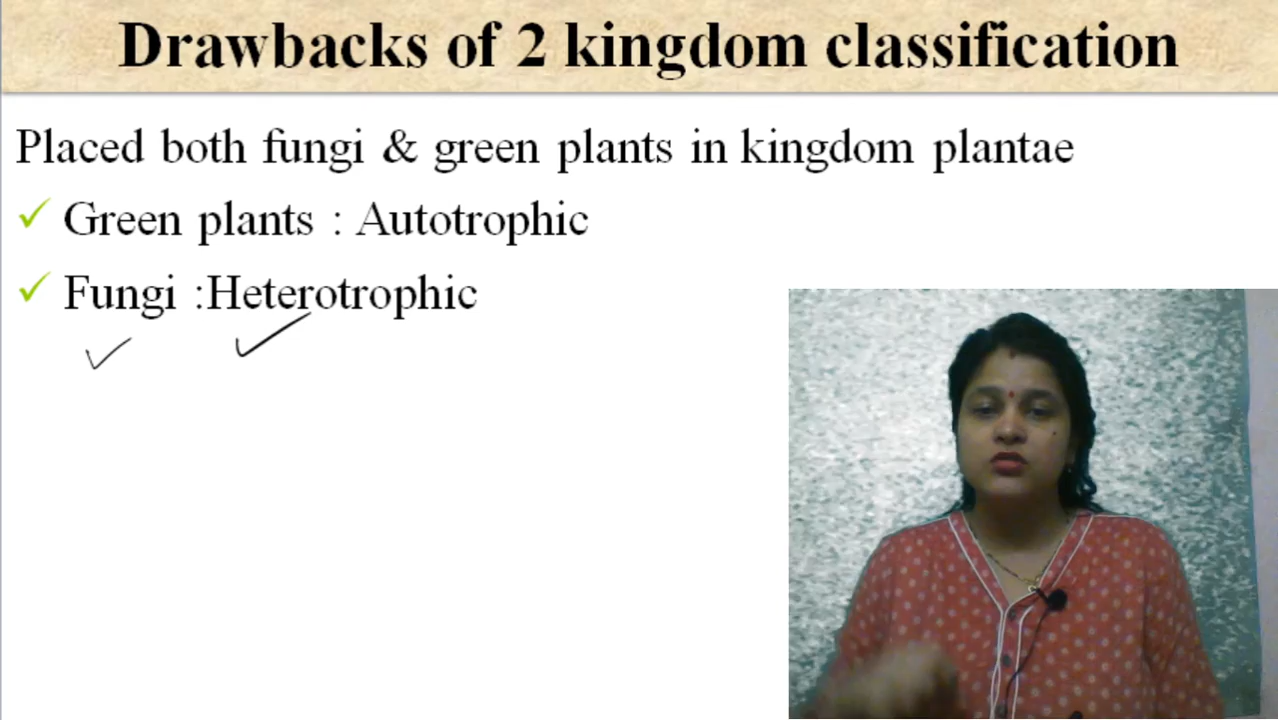 Drawbacks of 2 kingdom classification
Placed both fungi & green plants in kingdom plantae
Green plants : Autotrophic
Fungi :Heterotrophic